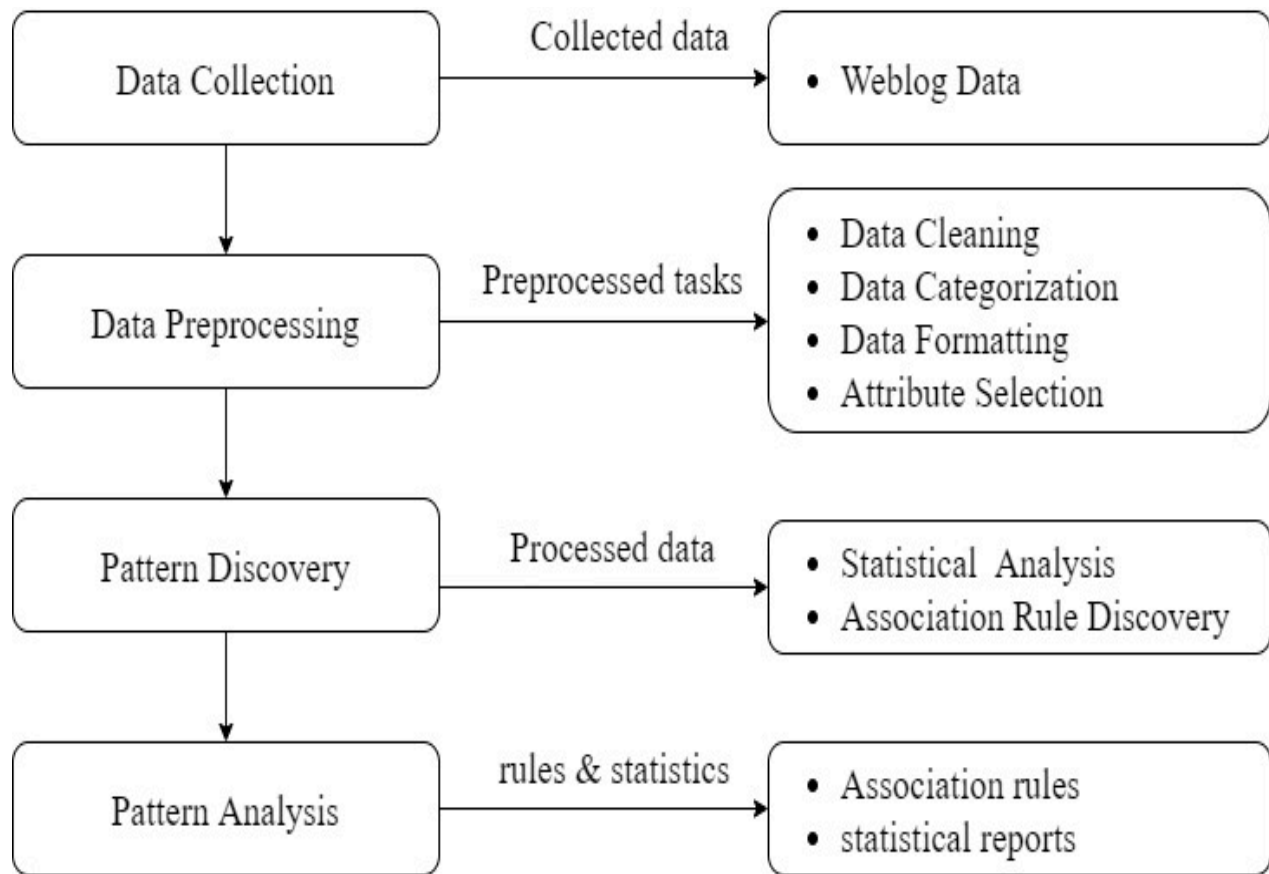 Data Collection
Collected data
• Weblog Data
Data Preprocessing
Preprocessed tasks
• Data Cleaning
• Data Categorization
• Data Formatting
• Attribute Selection
Pattern Discovery
Processed data
• Statistical Analysis
• Association Rule Discovery
Pattern Analysis
rules & statistics
• Association rules
• statistical reports